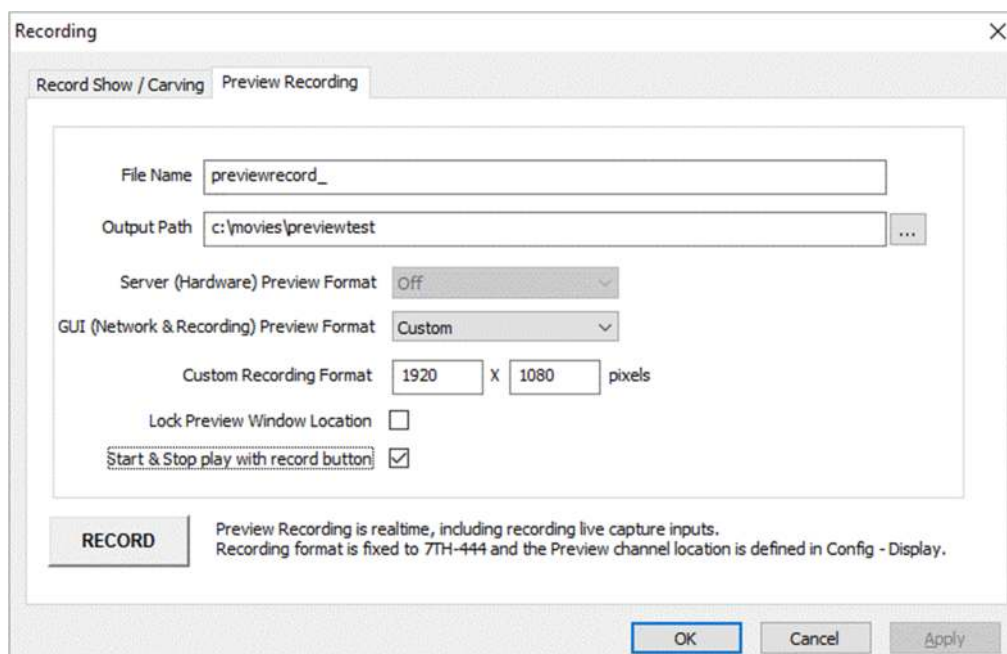 Recording
Record Show / Carving Preview Recording
File Name previewrecord_
Output Path c:\movies\previewtest ...
Server (Hardware) Preview Format Off
GUI (Network & Recording) Preview Format Custom
Custom Recording Format 1920 X 1080 pixels
Lock Preview Window Location
Start & Stop play with record button
RECORD
Preview Recording is realtime, including recording live capture inputs.
Recording format is fixed to 7TH-444 and the Preview channel location is defined in Config - Display.
OK Cancel Apply